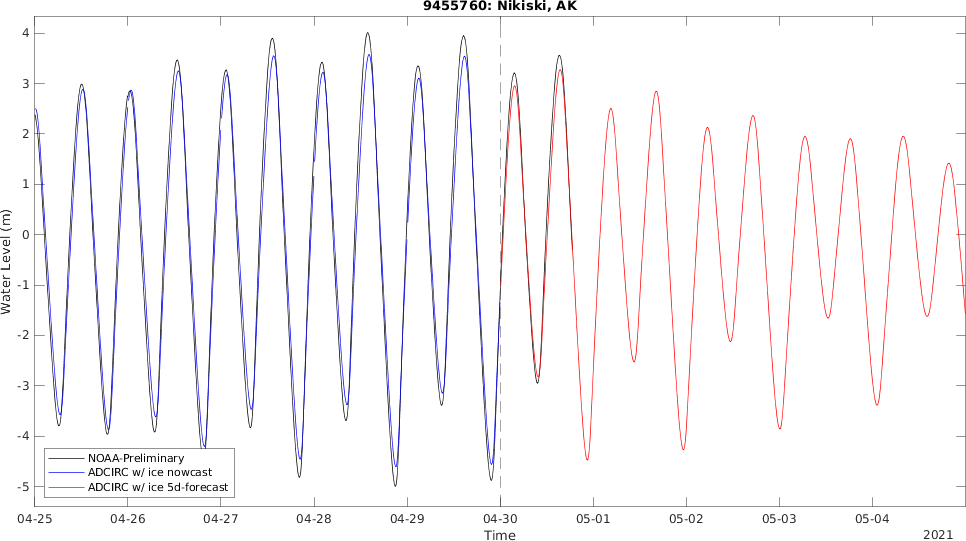 9455760: Nikiski, AK
Water Level (m)
4
3
2
1
0
-1
-2
-3
-4
-5
NOAA-Preliminary
ADCIRC w/ ice nowcast
ADCIRC w/ ice 5d-forecast
04-25 04-26 04-27 04-28 04-29 04-30 05-01 05-02 05-03 05-04
Time
2021